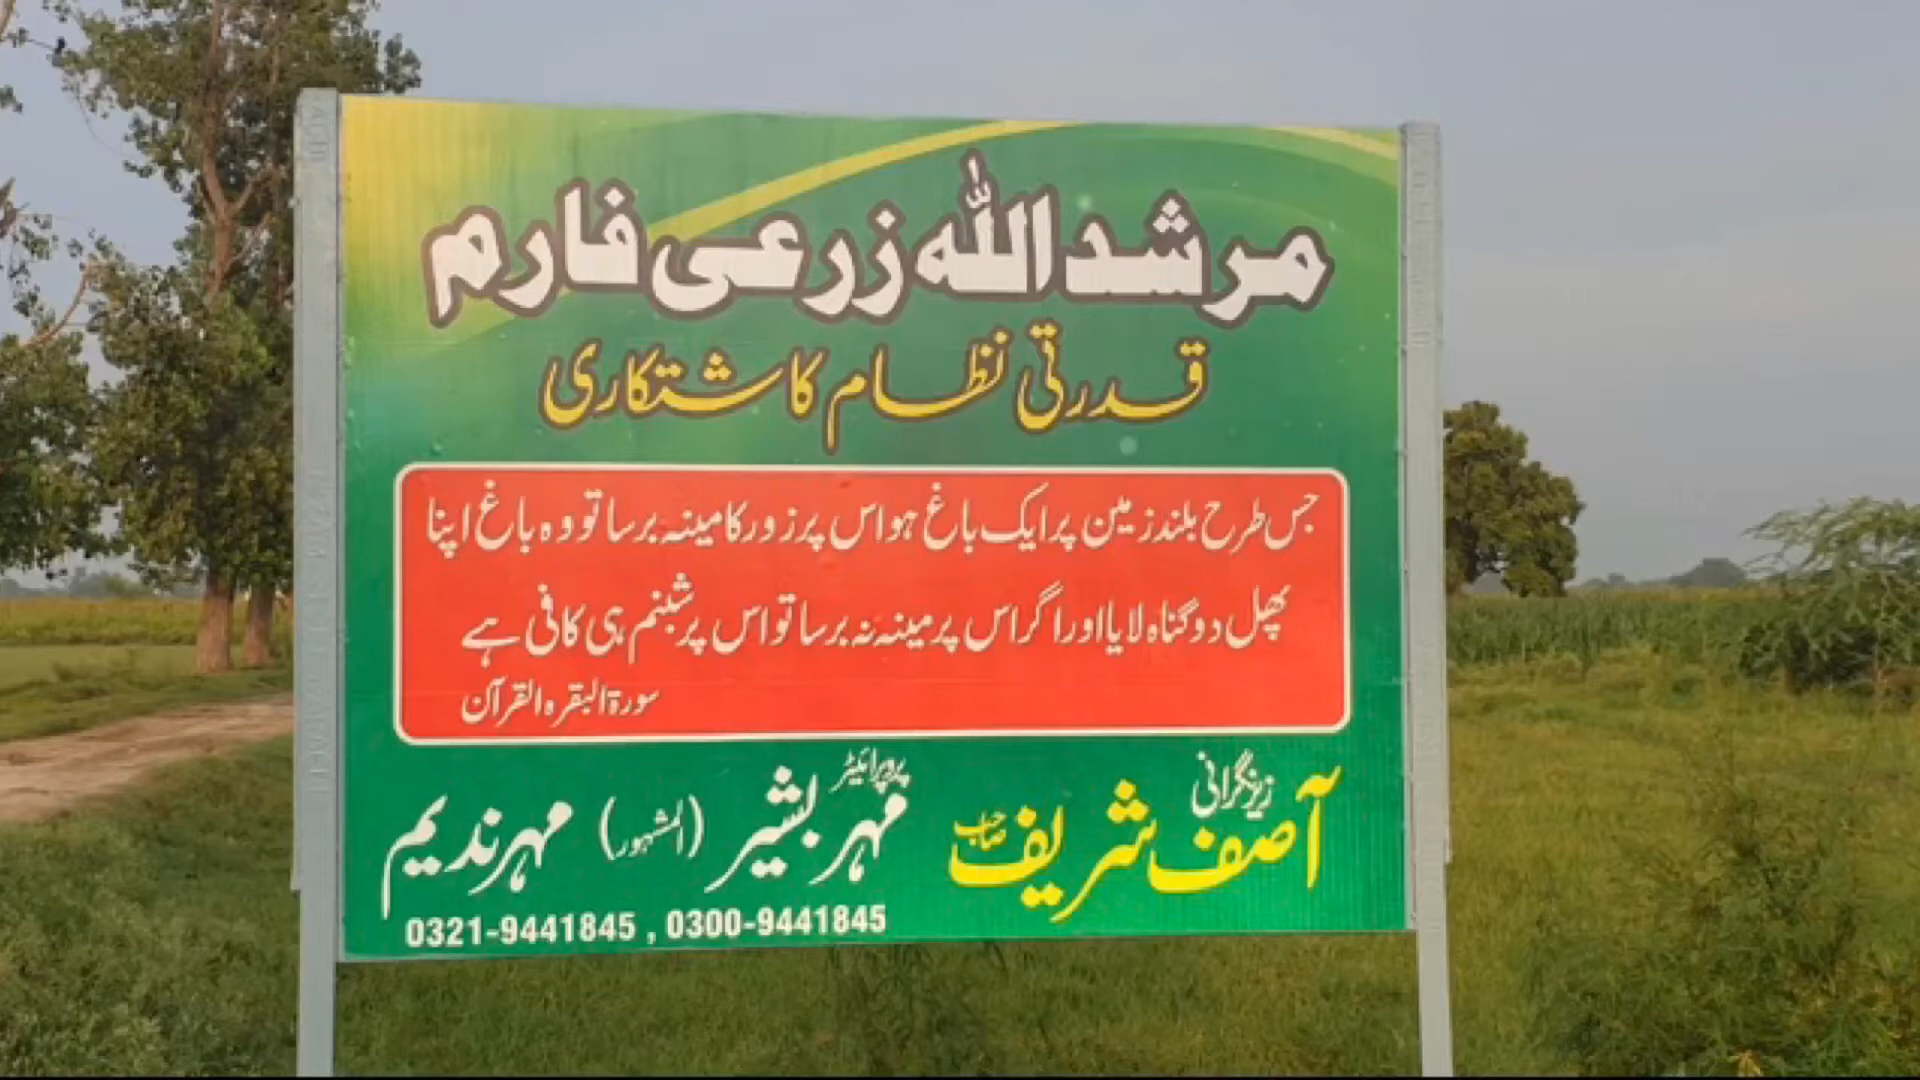 مرشد اللہ زرعی فارم
قدرتی نظام کاشتکاری
جس طرح بلند زمین پر ایک باغ ہو اس پر زور کا مینہ برسا تو وہ باغ اپنا
پھل دوگناہ لایا اور اگر اس پر مینہ نہ برسا تو اس پر شبنم ہی کافی ہے
سورۃ البقرہ القرآن
زیر نگرانی
آصف شریف صاحب
پروپرائیٹر
مہر بشیر (المشہور) مہر ندیم
0321-9441845 , 0300-9441845